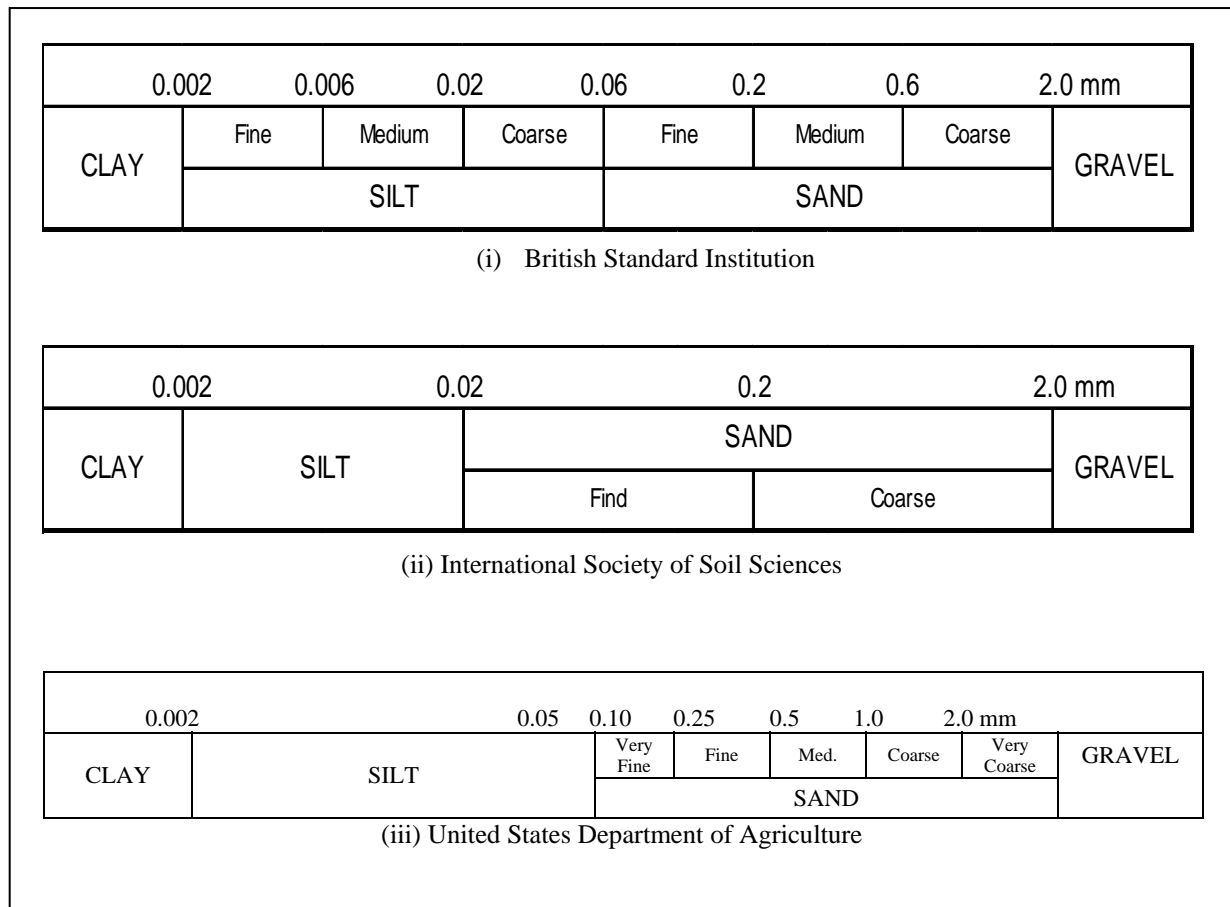 0.002 0.006 0.02 0.06 0.2 0.6 2.0 mm
Fine Medium Coarse Fine Medium Coarse
CLAY GRAVEL
SILT SAND
(i) British Standard Institution
0.002 0.02 0.2 2.0 mm
SAND
CLAY SILT GRAVEL
Find Coarse
(ii) International Society of Soil Sciences
0.002 0.05 0.10 0.25 0.5 1.0 2.0 mm
Very Fine Fine Med. Coarse Very Coarse GRAVEL
CLAY SILT
SAND
(iii) United States Department of Agriculture